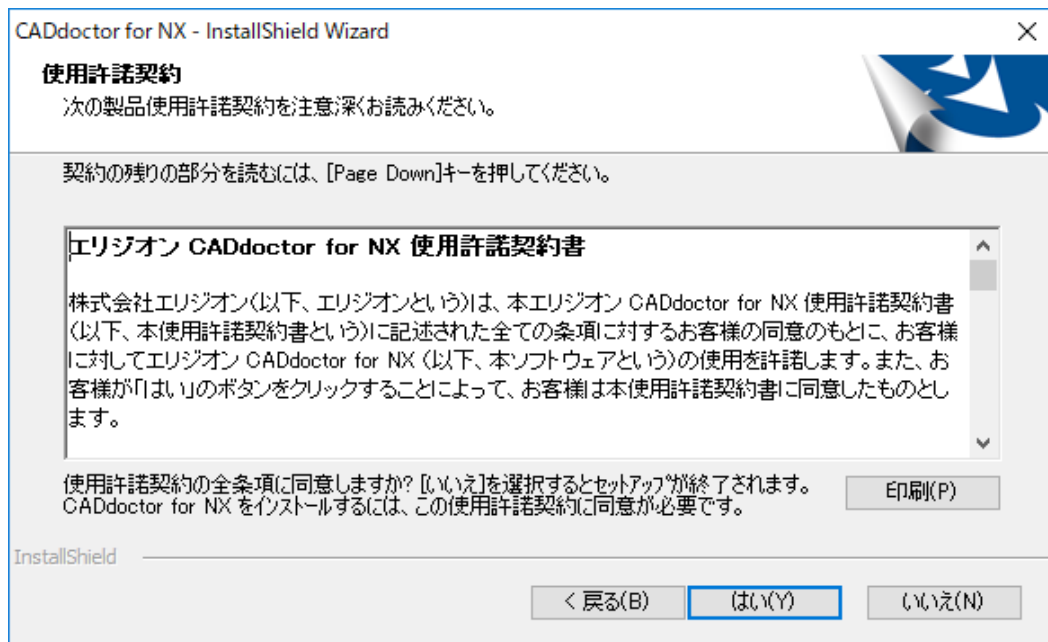 CADdoctor for NX - InstallShield Wizard
使用許諾契約
次の製品使用許諾契約を注意深くお読みください。
契約の残りの部分を読むには、[Page Down]キーを押してください。
エリジオン CADdoctor for NX 使用許諾契約書
株式会社エリジオン(以下、エリジオンという)は、本エリジオン CADdoctor for NX 使用許諾契約書
(以下、本使用許諾契約書という)に記述された全ての条項に対するお客様の同意のもとに、お客様
に対してエリジオン CADdoctor for NX (以下、本ソフトウェアという)の使用を許諾します。また、お
客様が「はい」のボタンをクリックすることによって、お客様は本使用許諾契約書に同意したものとし
ます。
使用許諾契約の全条項に同意しますか? [いいえ]を選択するとセットアップが終了されます。
CADdoctor for NX をインストールするには、この使用許諾契約に同意が必要です。
印刷(P)
InstallShield
< 戻る(B)
はい(Y)
いいえ(N)